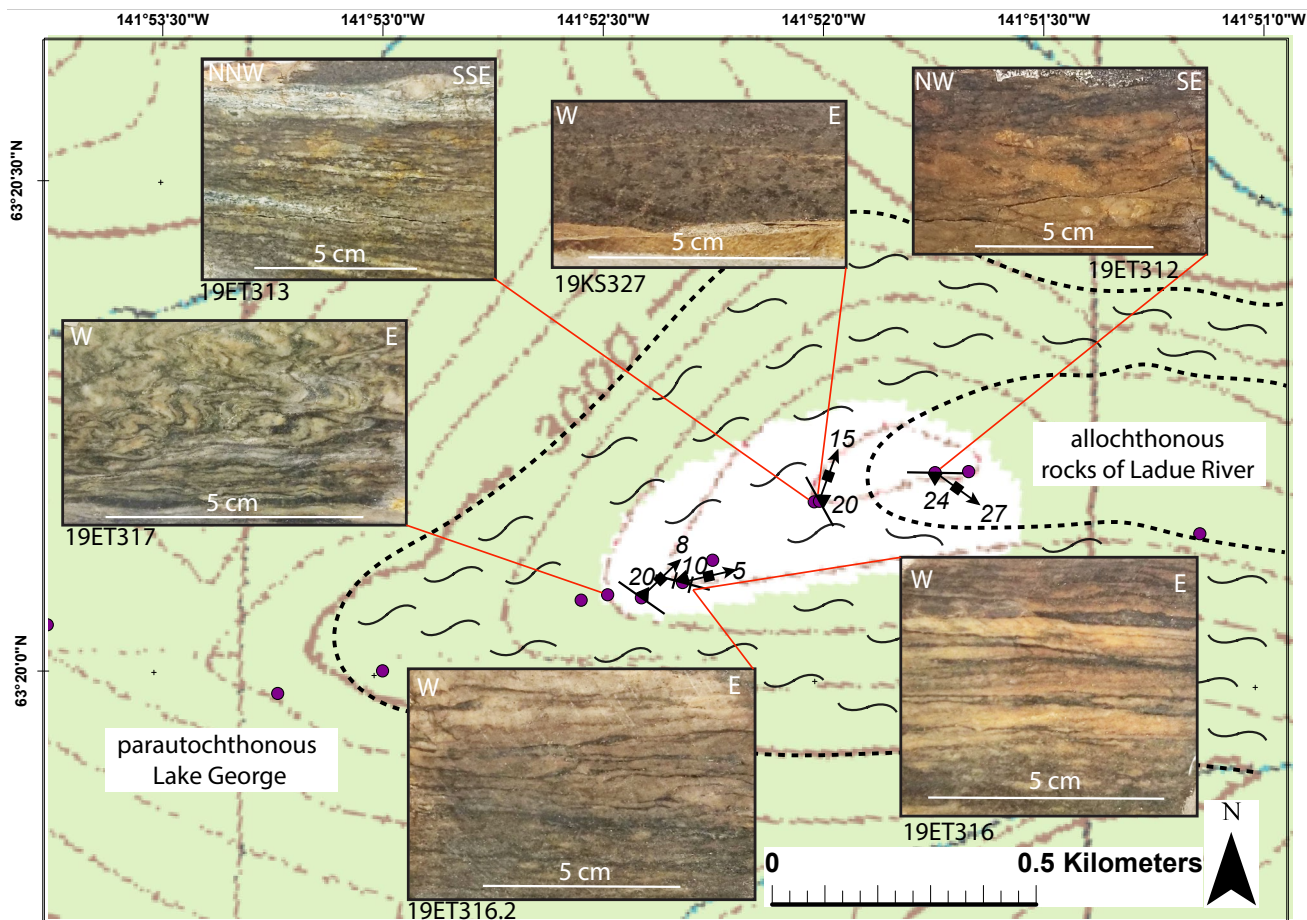 141°53'30"W 141°53'0"W 141°52'30"W 141°52'0"W 141°51'30"W 141°51'0"W
NNW SSE
5 cm
19ET313
W E
5 cm
19KS327
NW SE
5 cm
19ET312
63°20'30"N
W E
5 cm
19ET317
3000
allochthonous
rocks of Ladue River
15
20
24
27
8
20
10
5
63°20'0"N
parautochthonous
Lake George
W E
5 cm
19ET316.2
W E
5 cm
19ET316
N
0 0.5 Kilometers